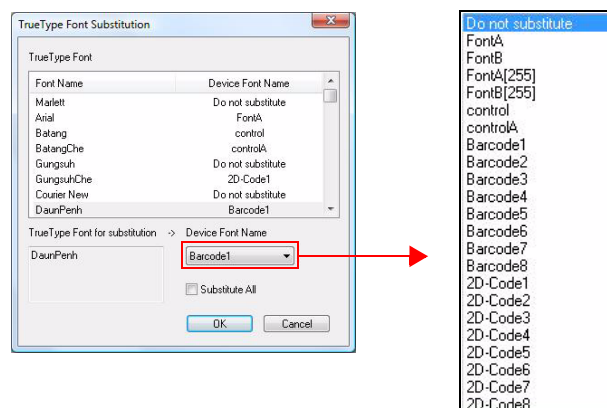 TrueType Font Substitution
TrueType Font
Font Name Device Font Name
Marlett Do not substitute
Arial FontA
Batang control
BatangChe controlA
Gungsuh Do not substitute
GungsuhChe 2D-Code1
Courier New Do not substitute
DaunPenh Barcode1
TrueType Font for substitution -> Device Font Name
DaunPenh Barcode1
Substitute All
OK Cancel
Do not substitute
FontA
FontB
FontA[255]
FontB[255]
control
controlA
Barcode1
Barcode2
Barcode3
Barcode4
Barcode5
Barcode6
Barcode7
Barcode8
2D-Code1
2D-Code2
2D-Code3
2D-Code4
2D-Code5
2D-Code6
2D-Code7
2D-Code8